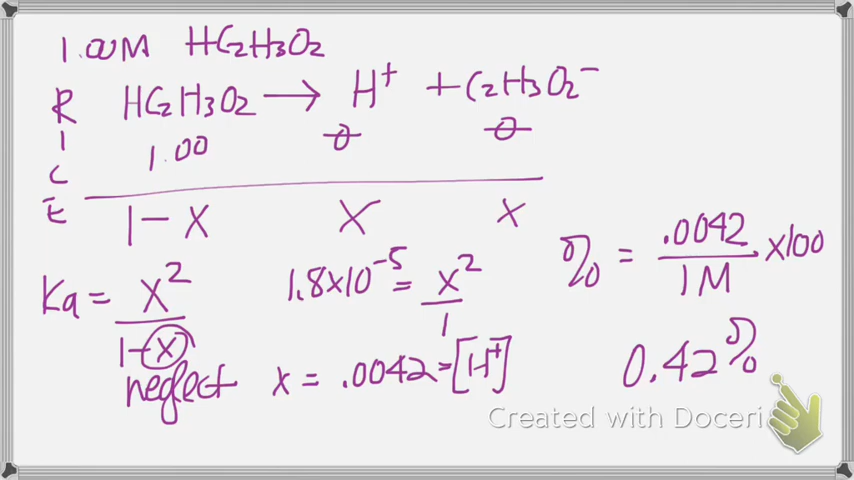 1.00M HC2H3O2
R HC2H3O2 → H+ + C2H3O2−
I 1.00 0 0
C
E 1 − X X X
Ka = X² / 1−X
neglect
1.8x10⁻⁵ = X² / 1
x = .0042 = [H+]
% = .0042 / 1M x100
0.42%
Created with Doceri